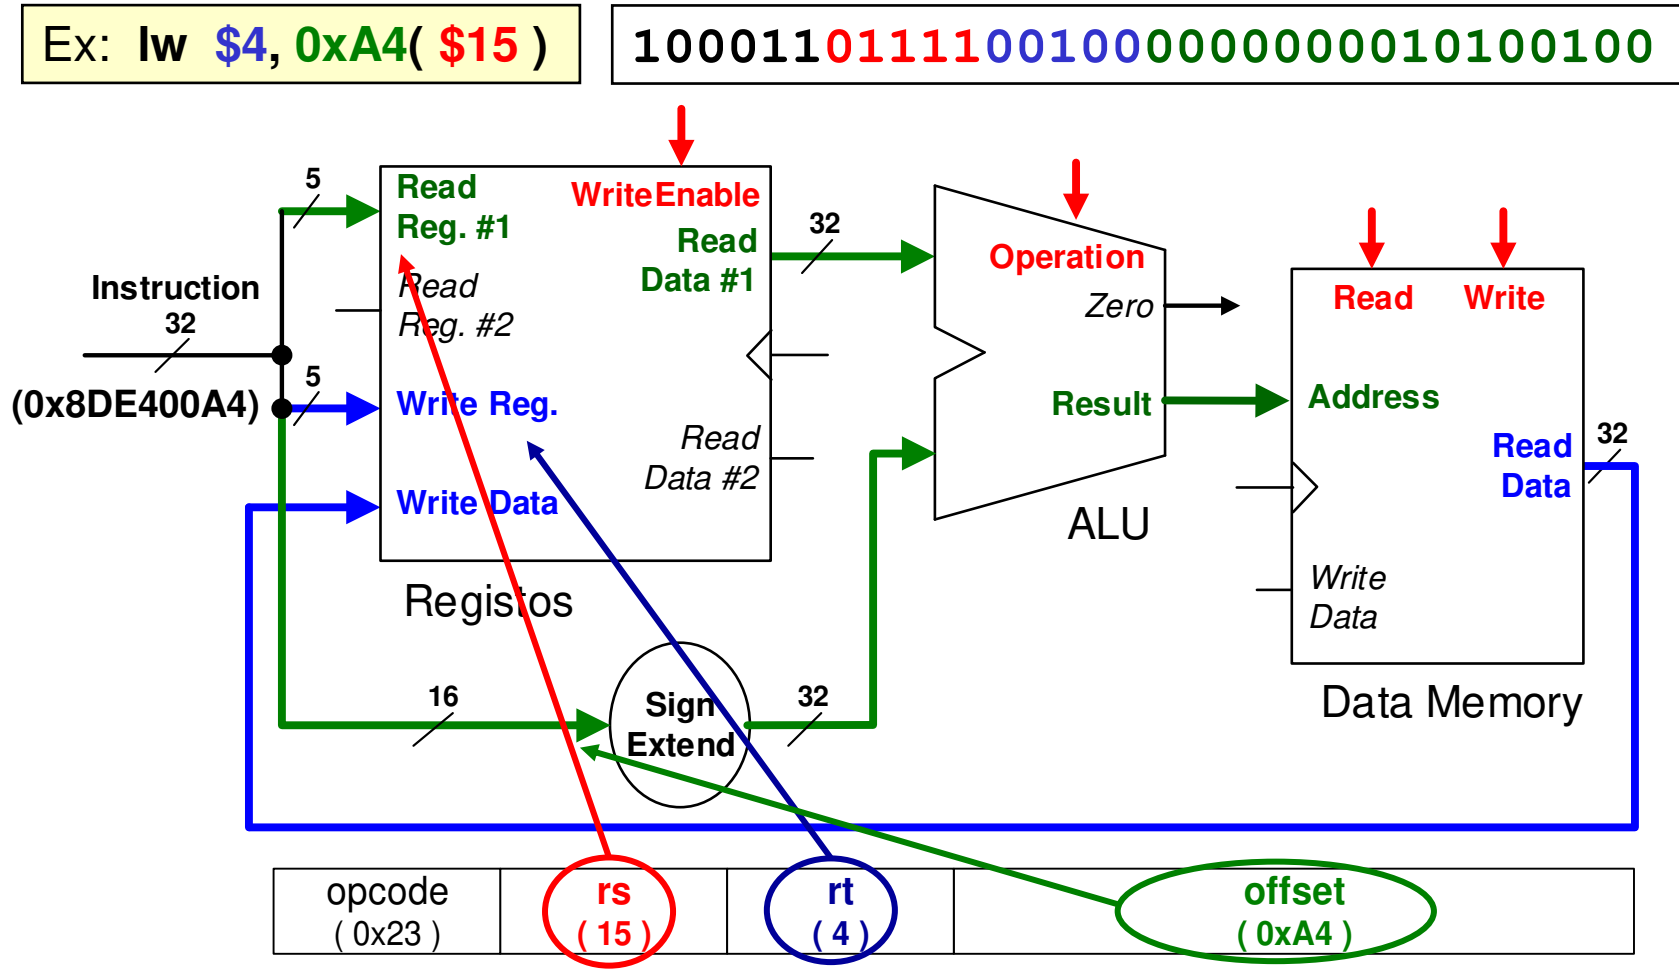 Ex: lw $4, 0xA4( $15 )
10001101111001000000000010100100
5
Read
Reg. #1
WriteEnable
Read
Data #1
32
Operation
Instruction
32
Read
Reg. #2
Zero
Read Write
(0x8DE400A4)
5
Write Reg.
Result
Address
Read
Data #2
Read
Data
32
Write Data
ALU
Registos
Write
Data
16
Sign
Extend
32
Data Memory
opcode
( 0x23 )
rs
( 15 )
rt
( 4 )
offset
( 0xA4 )